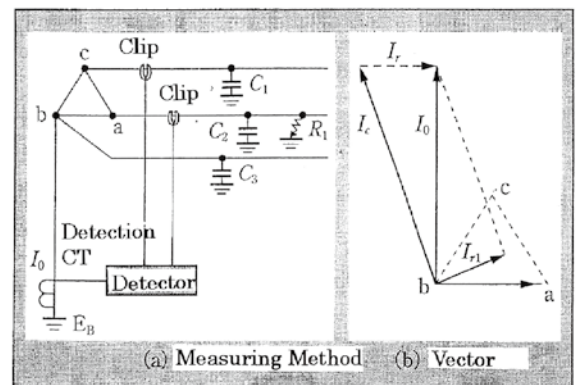 Clip
c
Clip
C1
b
a
C2
R1
C3
Detection
CT
I0
Detector
EB
Ir
Ic
I0
c
Ir1
b
a
(a) Measuring Method
(b) Vector